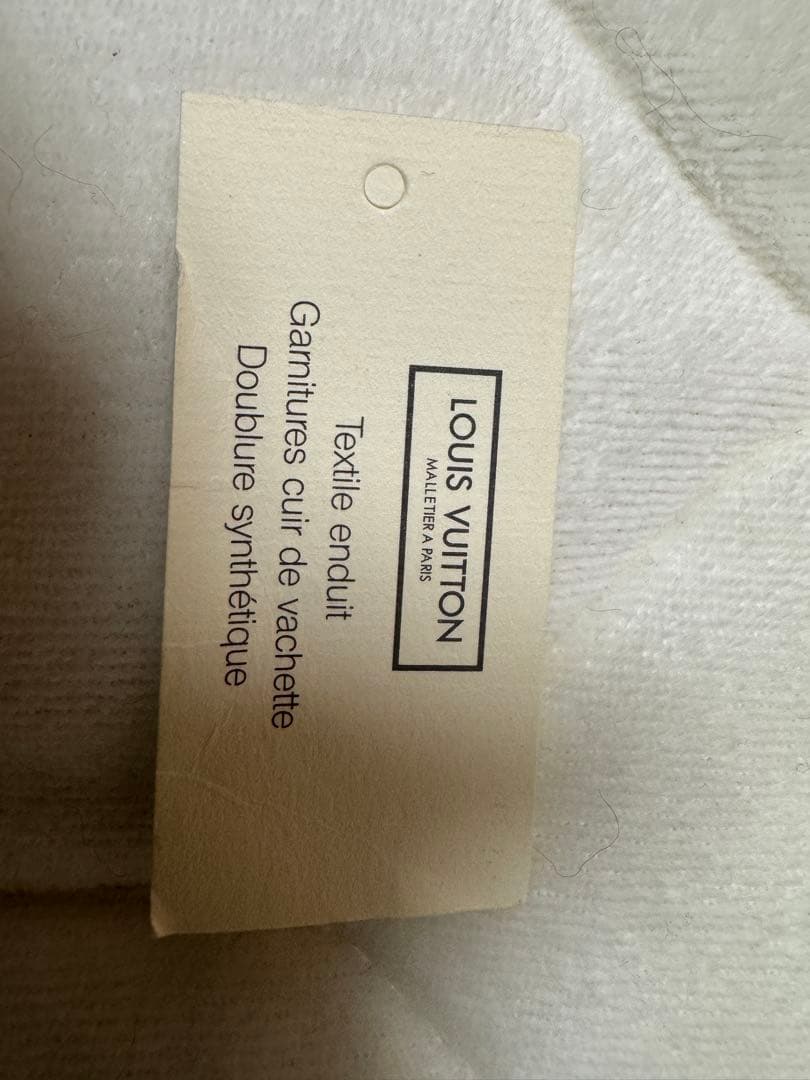 LOUIS VUITTON
MALLETIER A PARIS
Textile enduit
Garnitures cuir de vachette
Doublure synthétique